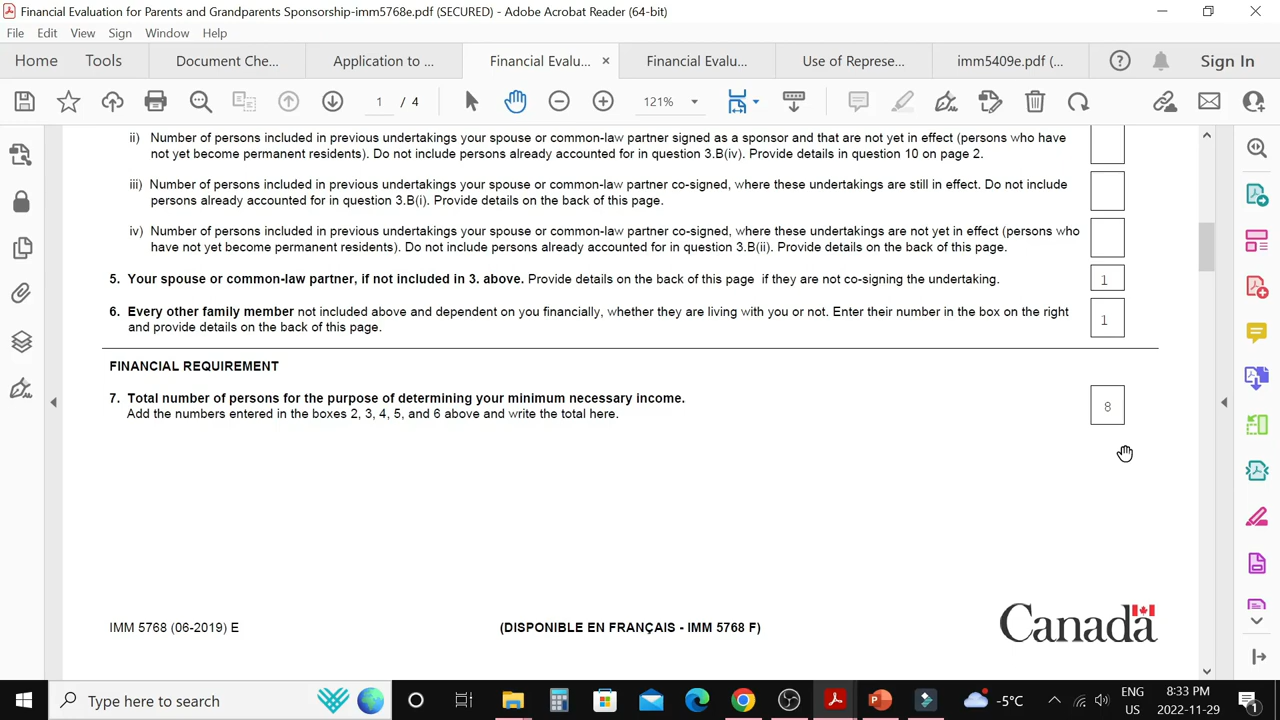 Financial Evaluation for Parents and Grandparents Sponsorship-imm5768e.pdf (SECURED) - Adobe Acrobat Reader (64-bit)
File Edit View Sign Window Help
Home Tools Document Che... Application to ... Financial Evalu... × Financial Evalu... Use of Represe... imm5409e.pdf (... Sign In
1 / 4 121%
ii) Number of persons included in previous undertakings your spouse or common-law partner signed as a sponsor and that are not yet in effect (persons who have
not yet become permanent residents). Do not include persons already accounted for in question 3.B(iv). Provide details in question 10 on page 2.
iii) Number of persons included in previous undertakings your spouse or common-law partner co-signed, where these undertakings are still in effect. Do not include
persons already accounted for in question 3.B(i). Provide details on the back of this page.
iv) Number of persons included in previous undertakings your spouse or common-law partner co-signed, where these undertakings are not yet in effect (persons who
have not yet become permanent residents). Do not include persons already accounted for in question 3.B(ii). Provide details on the back of this page.
5. Your spouse or common-law partner, if not included in 3. above. Provide details on the back of this page if they are not co-signing the undertaking. 1
6. Every other family member not included above and dependent on you financially, whether they are living with you or not. Enter their number in the box on the right 1
and provide details on the back of this page.
FINANCIAL REQUIREMENT
7. Total number of persons for the purpose of determining your minimum necessary income. 8
Add the numbers entered in the boxes 2, 3, 4, 5, and 6 above and write the total here.
IMM 5768 (06-2019) E (DISPONIBLE EN FRANÇAIS - IMM 5768 F) Canada
Type here to search -5°C ENG 8:33 PM
US 2022-11-29 1